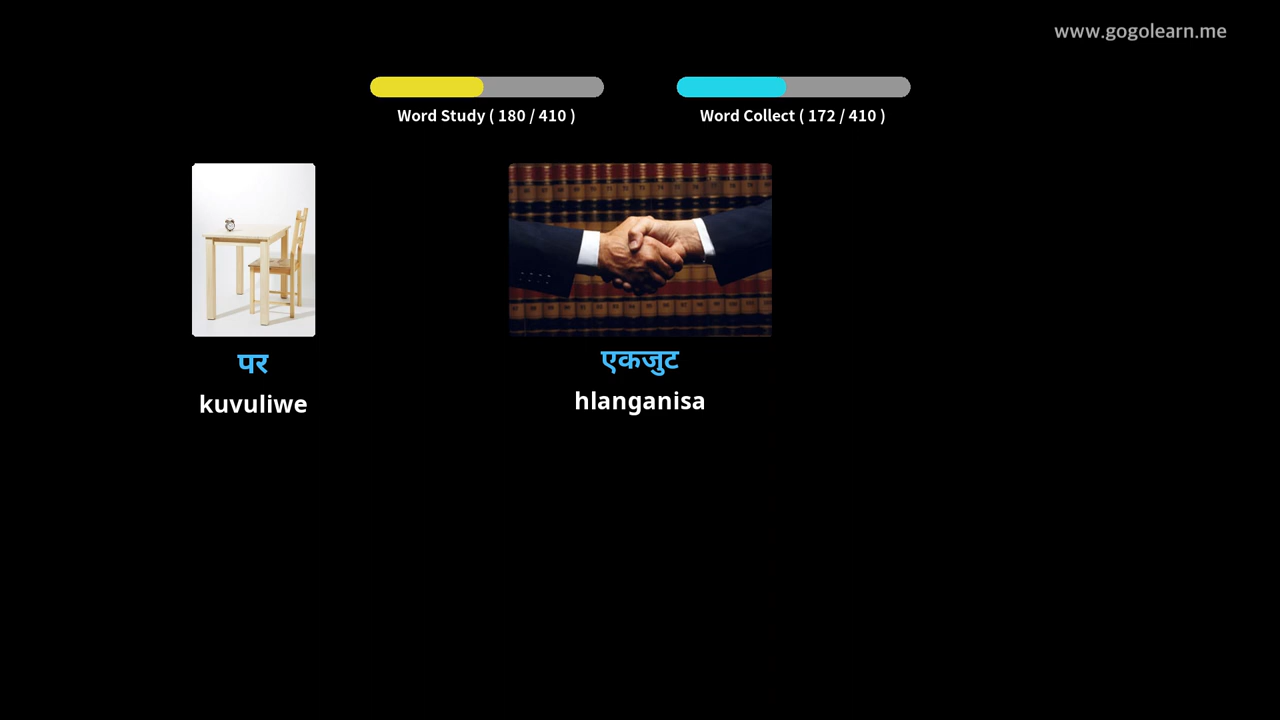 www.gogolearn.me
Word Study ( 180 / 410 )
Word Collect ( 172 / 410 )
पर
kuvuliwe
एकजुट
hlanganisa